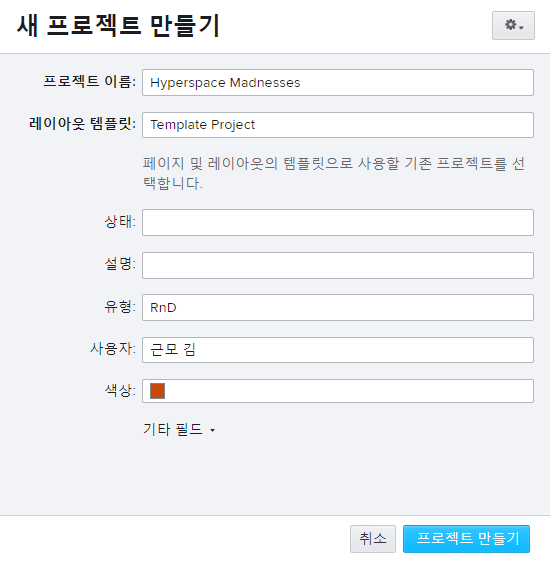 새 프로젝트 만들기
프로젝트 이름: Hyperspace Madnesses
레이아웃 템플릿: Template Project
페이지 및 레이아웃의 템플릿으로 사용할 기존 프로젝트를 선
택합니다.
상태:
설명:
유형: RnD
사용자: 근모 김
색상:
기타 필드
취소 프로젝트 만들기